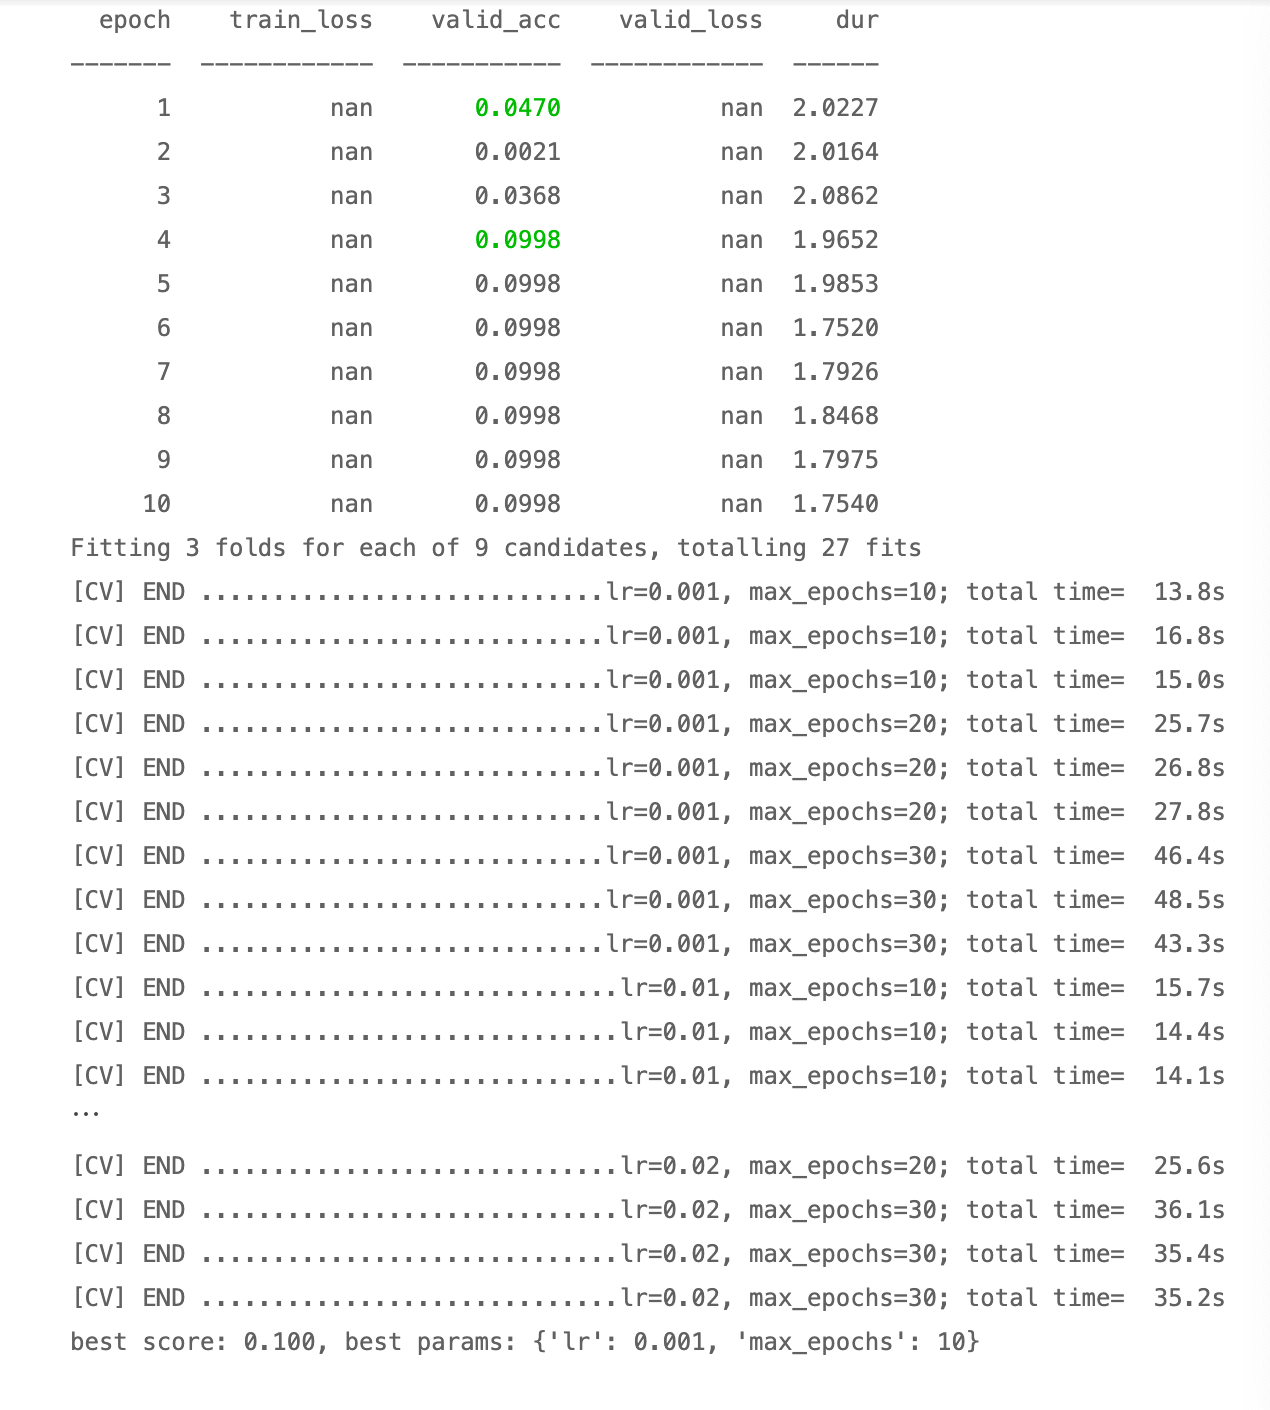 epoch    train_loss    valid_acc    valid_loss     dur
-------  ------------  -----------  ------------  ------
1           nan       0.0470           nan  2.0227
2           nan       0.0021           nan  2.0164
3           nan       0.0368           nan  2.0862
4           nan       0.0998           nan  1.9652
5           nan       0.0998           nan  1.9853
6           nan       0.0998           nan  1.7520
7           nan       0.0998           nan  1.7926
8           nan       0.0998           nan  1.8468
9           nan       0.0998           nan  1.7975
10           nan       0.0998           nan  1.7540
Fitting 3 folds for each of 9 candidates, totalling 27 fits
[CV] END ............................lr=0.001, max_epochs=10; total time=  13.8s
[CV] END ............................lr=0.001, max_epochs=10; total time=  16.8s
[CV] END ............................lr=0.001, max_epochs=10; total time=  15.0s
[CV] END ............................lr=0.001, max_epochs=20; total time=  25.7s
[CV] END ............................lr=0.001, max_epochs=20; total time=  26.8s
[CV] END ............................lr=0.001, max_epochs=20; total time=  27.8s
[CV] END ............................lr=0.001, max_epochs=30; total time=  46.4s
[CV] END ............................lr=0.001, max_epochs=30; total time=  48.5s
[CV] END ............................lr=0.001, max_epochs=30; total time=  43.3s
[CV] END .............................lr=0.01, max_epochs=10; total time=  15.7s
[CV] END .............................lr=0.01, max_epochs=10; total time=  14.4s
[CV] END .............................lr=0.01, max_epochs=10; total time=  14.1s
...
[CV] END .............................lr=0.02, max_epochs=20; total time=  25.6s
[CV] END .............................lr=0.02, max_epochs=30; total time=  36.1s
[CV] END .............................lr=0.02, max_epochs=30; total time=  35.4s
[CV] END .............................lr=0.02, max_epochs=30; total time=  35.2s
best score: 0.100, best params: {'lr': 0.001, 'max_epochs': 10}